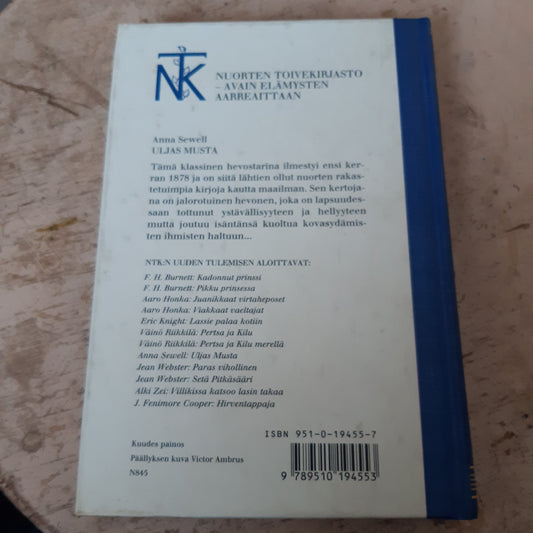 NTK
NUORTEN TOIVEKIRJASTO
– AVAIN ELÄMYSTEN
AARREAITTAAN
Anna Sewell
ULJAS MUSTA
Tämä klassinen hevostarina ilmestyi ensi ker-
ran 1878 ja on siitä lähtien ollut nuorten rakas-
tetuimpia kirjoja kautta maailman. Sen kertoja-
na on jalorotuinen hevonen, joka on lapsuudes-
saan tottunut ystävällisyyteen ja hellyyteen
mutta joutuu isäntänsä kuoltua kovasydämis-
ten ihmisten haltuun...
NTK:N UUDEN TULEMISEN ALOITTAVAT:
F. H. Burnett: Kadonnut prinssi
F. H. Burnett: Pikku prinsessa
Aaro Honka: Juanikkaat virtaheposet
Aaro Honka: Viakkaat vaeltajat
Eric Knight: Lassie palaa kotiin
Väinö Riikkilä: Pertsa ja Kilu
Väinö Riikkilä: Pertsa ja Kilu merellä
Anna Sewell: Uljas Musta
Jean Webster: Paras vihollinen
Jean Webster: Setä Pitkäsääri
Alki Zei: Villikissa katsoo lasin takaa
J. Fenimore Cooper: Hirventappaja
ISBN 951-0-19455-7
Kuudes painos
Päällyksen kuva Victor Ambrus
N845
9 789510 194553